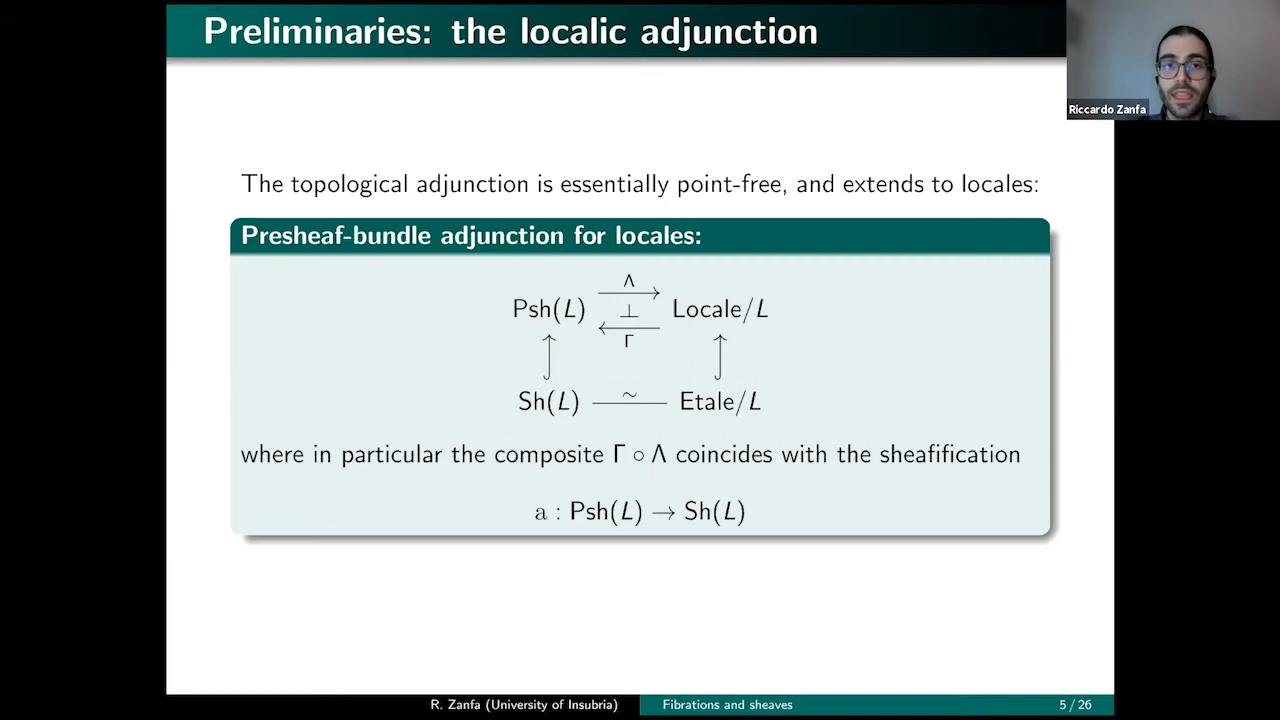 Preliminaries: the localic adjunction
Riccardo Zanfa
The topological adjunction is essentially point-free, and extends to locales:
Presheaf-bundle adjunction for locales:
Λ
Psh(L) ⊥ Locale/L
Γ
Sh(L) ∼ Etale/L
where in particular the composite Γ ∘ Λ coincides with the sheafification
a : Psh(L) → Sh(L)
R. Zanfa (University of Insubria) Fibrations and sheaves 5 / 26